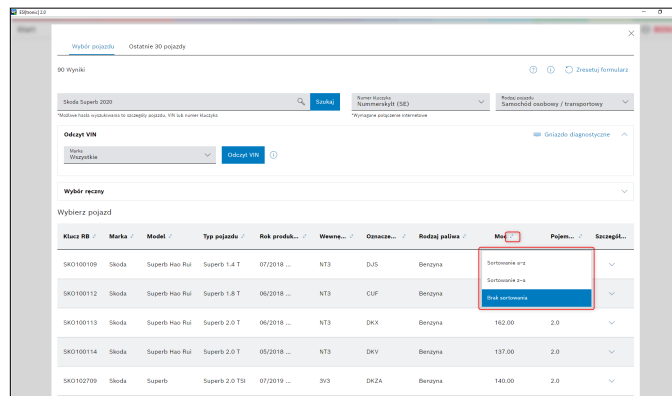 ES[tronic] 2.0
Wybór pojazdu Ostatnie 30 pojazdy
90 Wyniki
Zresetuj formularz
Skoda Superb 2020
Szukaj
Numer kluczyka
Nummerskylt (SE)
Rodzaj pojazdu
Samochód osobowy / transportowy
*Możliwe hasła wyszukiwania to szczegóły pojazdu, VIN lub numer kluczyka
*Wymagane połączenie internetowe
Odczyt VIN
Gniazdo diagnostyczne
Marka
Wszystkie
Odczyt VIN
Wybór ręczny
Wybierz pojazd
Klucz RB Marka Model Typ pojazdu Rok produk... Wewnę... Oznacze... Rodzaj paliwa Moc Pojem... Szczegół...
SKO100109 Skoda Superb Hao Rui Superb 1.4 T 07/2018 ... NT3 DJS Benzyna
Sortowanie a-z
Sortowanie z-a
SKO100112 Skoda Superb Hao Rui Superb 1.8 T 06/2018 ... NT3 CUF Benzyna
Brak sortowania
SKO100113 Skoda Superb Hao Rui Superb 2.0 T 06/2018 ... NT3 DKX Benzyna 162.00 2.0
SKO100114 Skoda Superb Hao Rui Superb 2.0 T 05/2018 ... NT3 DKV Benzyna 137.00 2.0
SKO102709 Skoda Superb Superb 2.0 TSI 07/2019 ... 3V3 DKZA Benzyna 140.00 2.0